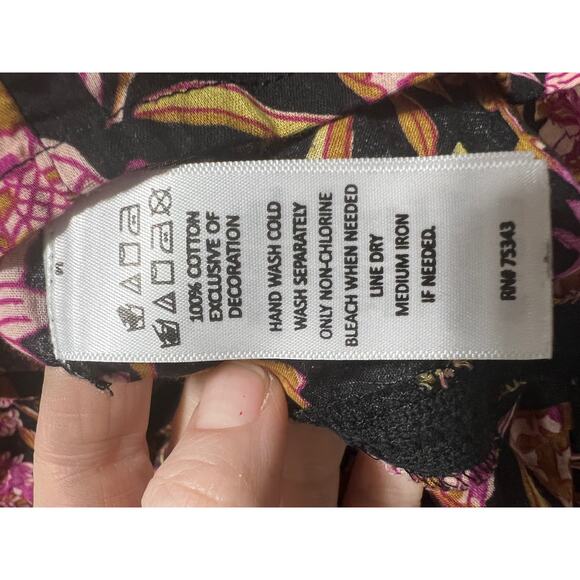 100% COTTON
EXCLUSIVE OF
DECORATION
HAND WASH COLD
WASH SEPARATELY
ONLY NON-CHLORINE
BLEACH WHEN NEEDED
LINE DRY
MEDIUM IRON
IF NEEDED.
RN# 75343